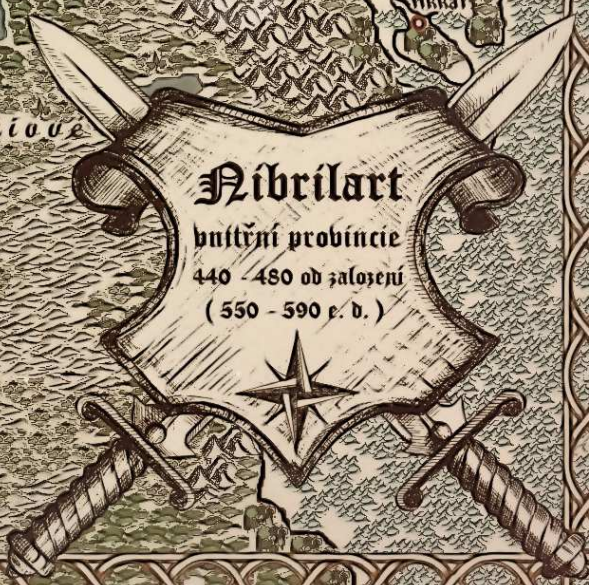 Nibrilart
vnitřní provincie
440 - 480 od založení
( 550 - 590 e. d. )